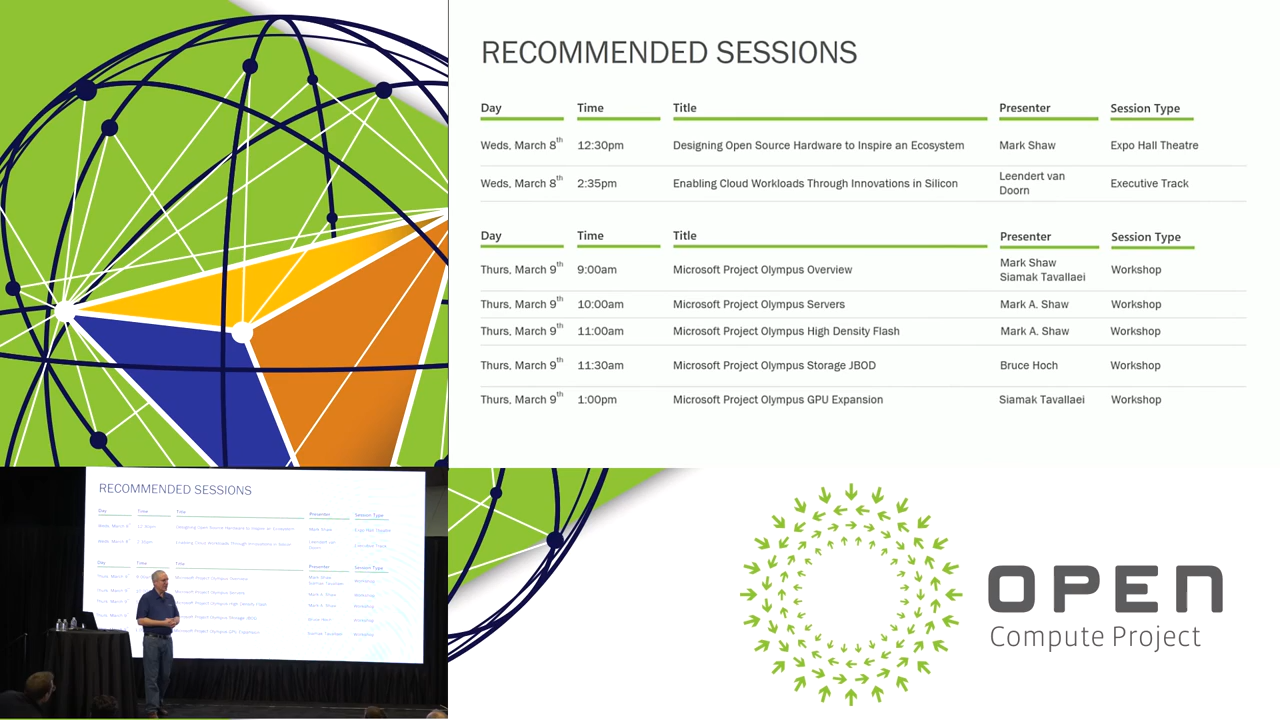 RECOMMENDED SESSIONS
Day Time Title Presenter Session Type
Weds, March 8th 12:30pm Designing Open Source Hardware to Inspire an Ecosystem Mark Shaw Expo Hall Theatre
Weds, March 8th 2:35pm Enabling Cloud Workloads Through Innovations in Silicon Leendert van Doorn Executive Track
Day Time Title Presenter Session Type
Thurs, March 9th 9:00am Microsoft Project Olympus Overview Mark Shaw Siamak Tavallaei Workshop
Thurs, March 9th 10:00am Microsoft Project Olympus Servers Mark A. Shaw Workshop
Thurs, March 9th 11:00am Microsoft Project Olympus High Density Flash Mark A. Shaw Workshop
Thurs, March 9th 11:30am Microsoft Project Olympus Storage JBOD Bruce Hoch Workshop
Thurs, March 9th 1:00pm Microsoft Project Olympus GPU Expansion Siamak Tavallaei Workshop
RECOMMENDED SESSIONS
OPEN
Compute Project